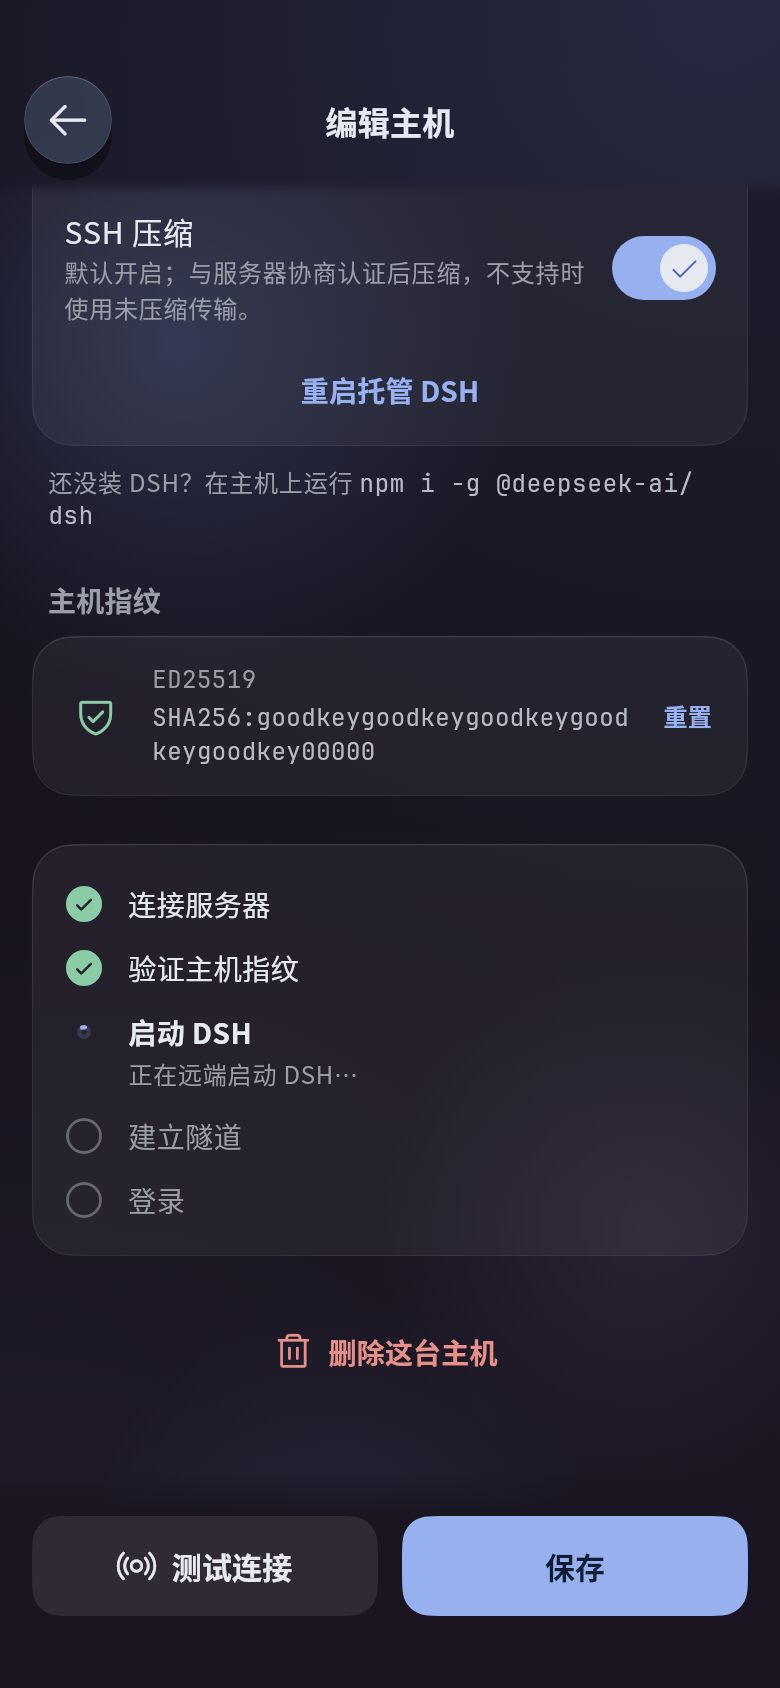 编辑主机
SSH 压缩
默认开启；与服务器协商认证后压缩，不支持时
使用未压缩传输。
重启托管 DSH
还没装 DSH？在主机上运行 npm i -g @deepseek-ai/
dsh
主机指纹
ED25519
SHA256:goodkeygoodkeygoodkeygood
keygoodkey00000
重置
连接服务器
验证主机指纹
启动 DSH
正在远端启动 DSH…
建立隧道
登录
删除这台主机
测试连接
保存